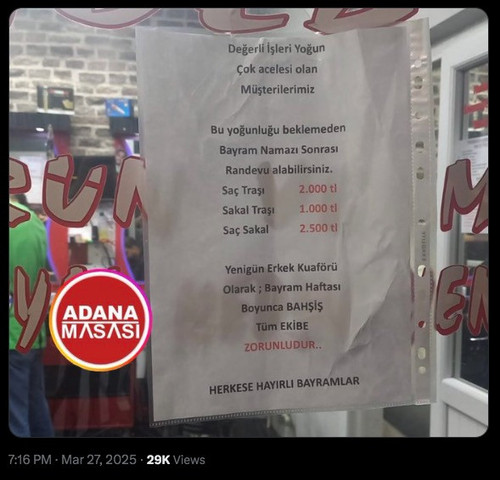 Değerli İşleri Yoğun
Çok acelesi olan
Müşterilerimiz
Bu yoğunluğu beklemeden
Bayram Namazı Sonrası
Randevu alabilirsiniz.
Saç Traşı 2.000 tl
Sakal Traşı 1.000 tl
Saç Sakal 2.500 tl
Yenigün Erkek Kuaförü
Olarak ; Bayram Haftası
Boyunca BAHŞİŞ
Tüm EKİBE
ZORUNLUDUR..
HERKESE HAYIRLI BAYRAMLAR
ADANA
MASASI
7:16 PM · Mar 27, 2025 · 29K Views